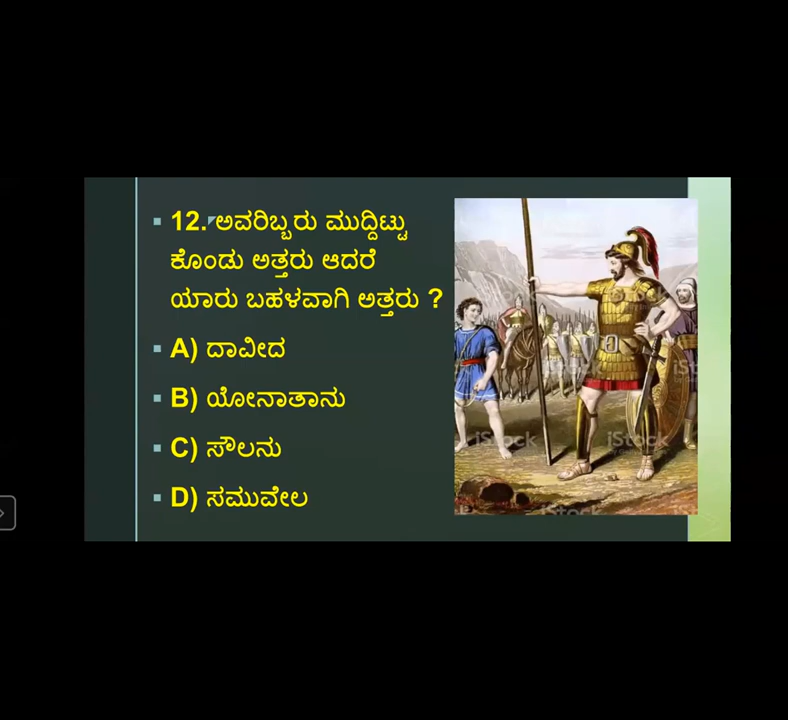 12. ಅವರಿಬ್ಬರು ಮುದ್ದಿಟ್ಟು
ಕೊಂಡು ಅತ್ತರು ಆದರೆ
ಯಾರು ಬಹಳವಾಗಿ ಅತ್ತರು ?
A) ದಾವೀದ
B) ಯೋನಾತಾನು
C) ಸೌಲನು
D) ಸಮುವೇಲ
iStock
iStock
iStock